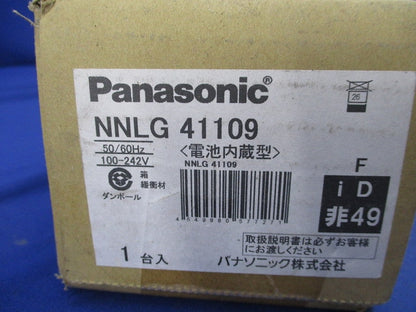 Panasonic®
26
NNLG 41109
50/60Hz
100-242V
〈電池内蔵型〉
NNLG 41109
箱
緩衝材
ダンボール
F
iD
非49
取扱説明書は必ずお客様
にお渡しください
1台入
パナソニック株式会社